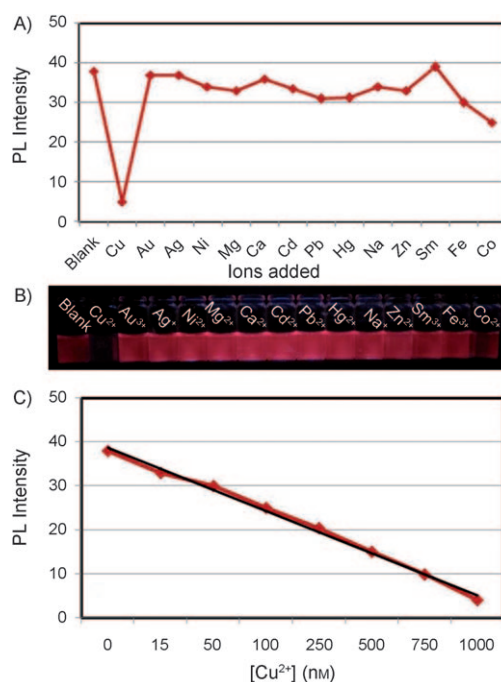 A)
50
40
30
20
10
0
PL Intensity
Blank Cu Au Ag Ni Mg Ca Cd Pb Hg Na Zn Sm Fe Co
Ions added
B)
Blank Cu²⁺ Au³⁺ Ag⁺ Ni²⁺ Mg²⁺ Ca²⁺ Cd²⁺ Pb²⁺ Hg²⁺ Na⁺ Zn²⁺ Sm³⁺ Fe³⁺ Co²⁺
C)
50
40
30
20
10
0
PL Intensity
0 15 50 100 250 500 750 1000
[Cu²⁺] (nM)